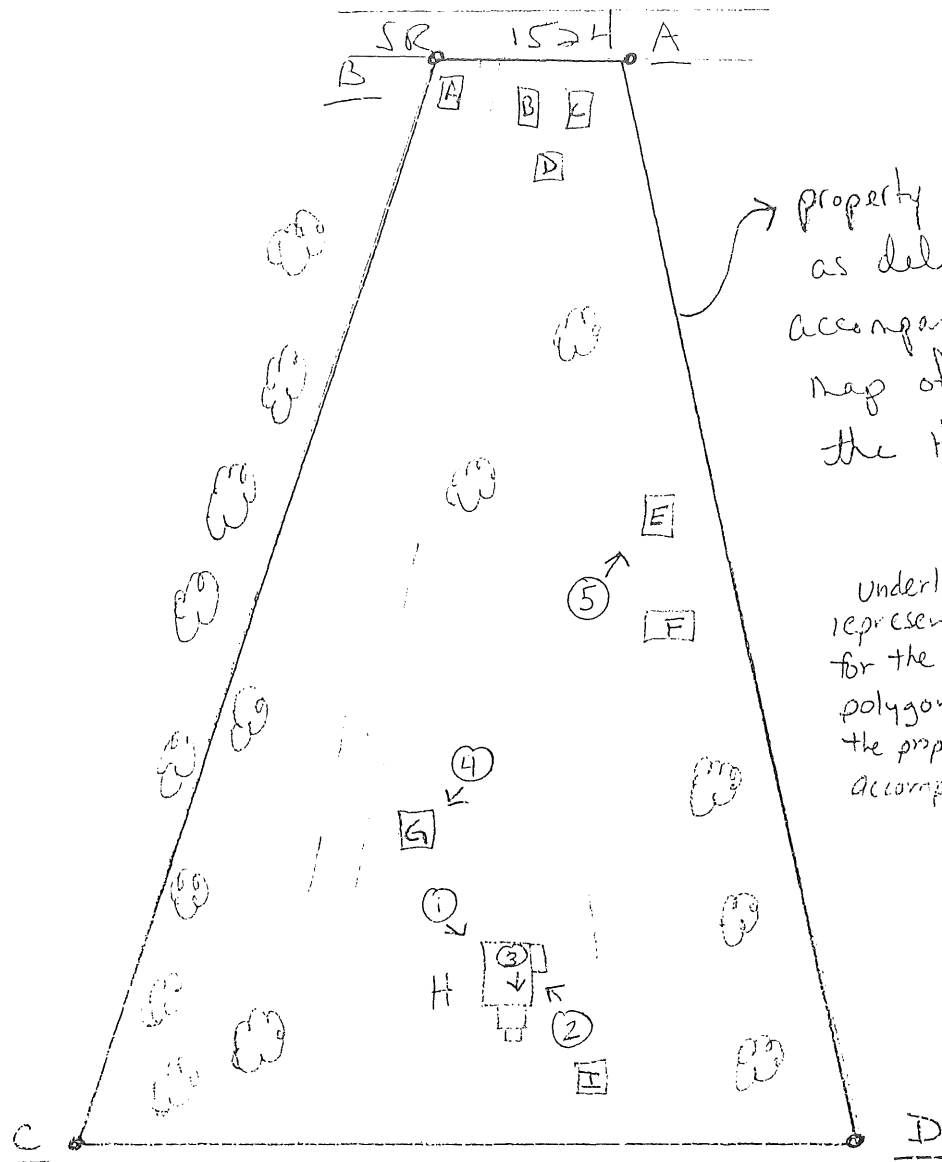 SR 1524 A
B
A
B
C
D
property
as del
accompa
map of
the H
E
5
F
Underl
represen
for the
polygon
the prop
accomp
4
G
1
3
H
2
I
C
D